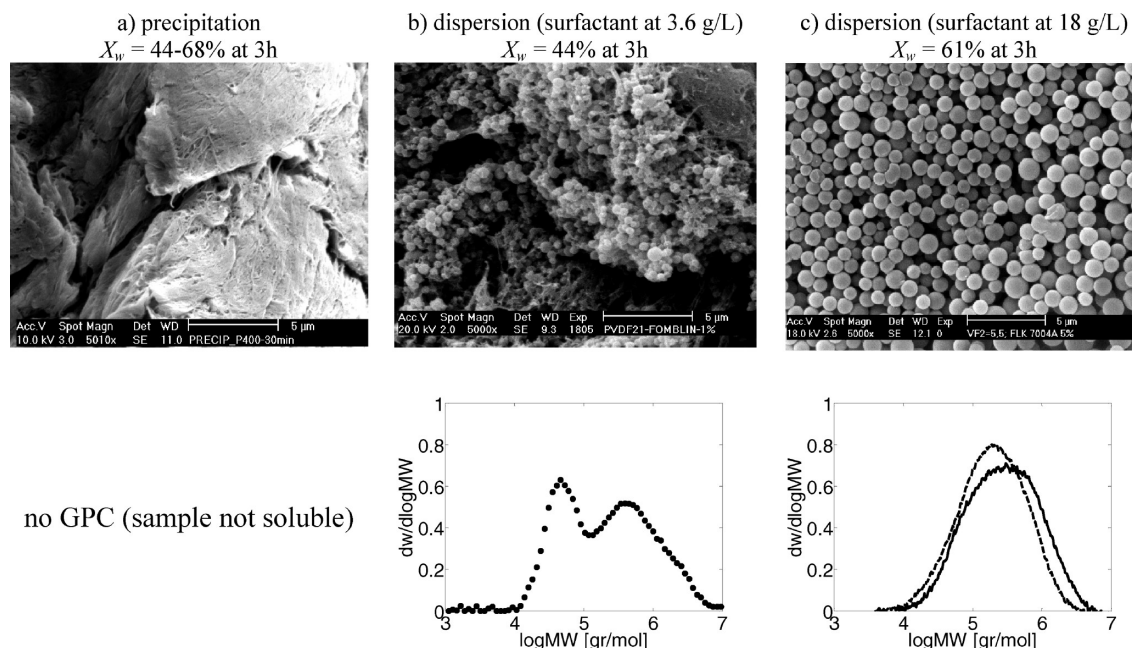 a) precipitation
X_w = 44-68% at 3h
b) dispersion (surfactant at 3.6 g/L)
X_w = 44% at 3h
c) dispersion (surfactant at 18 g/L)
X_w = 61% at 3h
Acc.V Spot Magn Det WD 5 µm
10.0 kV 3.0 5010x SE 11.0 PRECIP_P400-30min
Acc.V Spot Magn Det WD Exp 5 µm
20.0 kV 2.0 5000x SE 9.3 1805 PVDF21-FOMBLIN-1%
Acc.V Spot Magn Det WD Exp 5 µm
18.0 kV 2.6 5000x SE 12.1 VF2=5,5; FLK 7004A 5%
no GPC (sample not soluble)
1
0.8
0.6
0.4
0.2
0
dw/dlogMW
3 4 5 6 7
logMW [gr/mol]
1
0.8
0.6
0.4
0.2
0
dw/dlogMW
3 4 5 6 7
logMW [gr/mol]